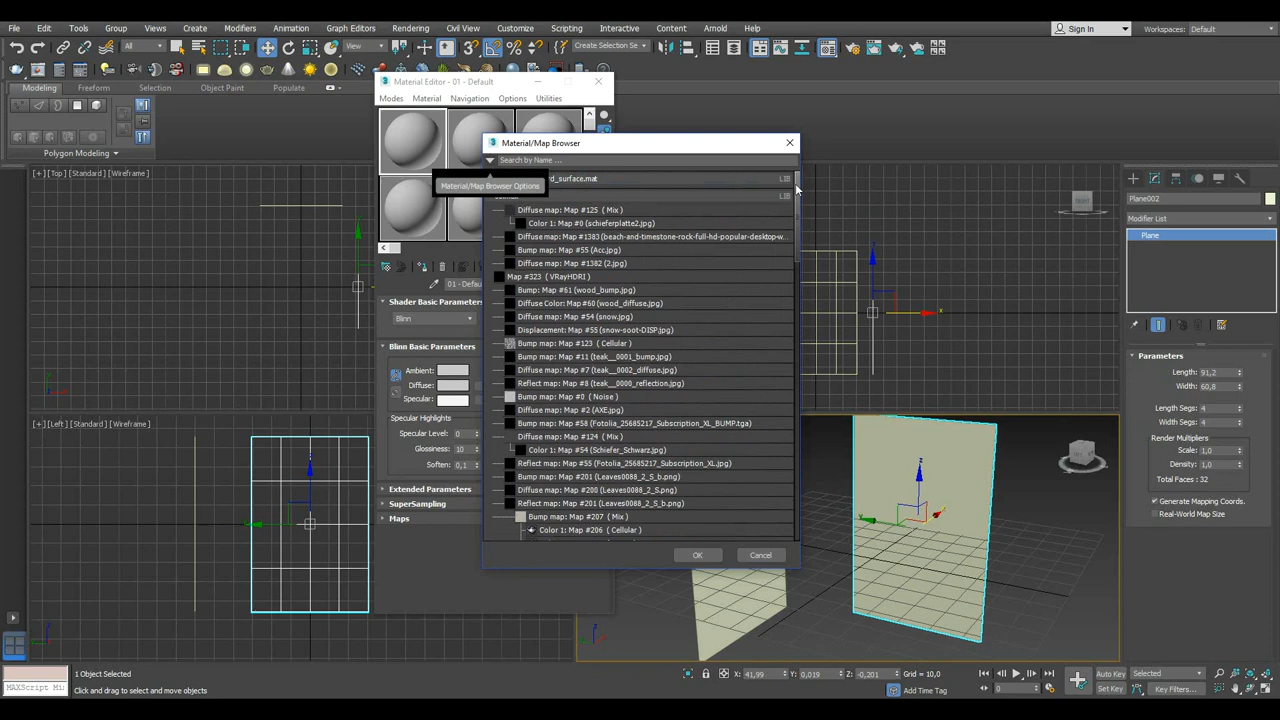 File Edit Tools Group Views Create Modifiers Animation Graph Editors Rendering Civil View Customize Scripting Interactive Content Arnold Help
Sign In Workspaces: Default
All View Create Selection Se
Modeling Freeform Selection Object Paint Populate
Polygon Modeling
Material Editor - 01 - Default
Modes Material Navigation Options Utilities
Material/Map Browser
Search by Name ...
Material/Map Browser Options
d_surface.mat LIB
LIB
Diffuse map: Map #125 ( Mix )
Color 1: Map #0 (schieferplatte2.jpg)
Diffuse map: Map #1383 (beach-and-timestone-rock-full-hd-popular-desktop-w...
Bump map: Map #55 (Acc.jpg)
Diffuse map: Map #1382 (2.jpg)
Map #323 ( VRayHDRI )
Bump: Map #61 (wood_bump.jpg)
Diffuse Color: Map #60 (wood_diffuse.jpg)
Diffuse map: Map #54 (snow.jpg)
Displacement: Map #55 (snow-soot-DISP.jpg)
Bump map: Map #123 ( Cellular )
Bump map: Map #11 (teak__0001_bump.jpg)
Diffuse map: Map #7 (teak__0002_diffuse.jpg)
Reflect map: Map #8 (teak__0000_reflection.jpg)
Bump map: Map #0 ( Noise )
Diffuse map: Map #2 (AXE.jpg)
Bump map: Map #58 (Fotolia_25685217_Subscription_XL_BUMP.tga)
Diffuse map: Map #124 ( Mix )
Color 1: Map #54 (Schiefer_Schwarz.jpg)
Reflect map: Map #55 (Fotolia_25685217_Subscription_XL.jpg)
Bump map: Map #201 (Leaves0088_2_S_b.png)
Diffuse map: Map #200 (Leaves0088_2_S.png)
Reflect map: Map #201 (Leaves0088_2_S_b.png)
Bump map: Map #207 ( Mix )
Color 1: Map #206 ( Cellular )
OK Cancel
01 - Defau
Shader Basic Parameters
Blinn
Blinn Basic Parameters
Ambient:
Diffuse:
Specular:
Specular Highlights
Specular Level: 0
Glossiness: 10
Soften: 0,1
Extended Parameters
SuperSampling
Maps
[+] [Top] [Standard] [Wireframe]
[+] [Left] [Standard] [Wireframe]
Plane002
Modifier List
Plane
Parameters
Length: 91,2
Width: 60,8
Length Segs: 4
Width Segs: 4
Render Multipliers
Scale: 1,0
Density: 1,0
Total Faces : 32
Generate Mapping Coords.
Real-World Map Size
MAXScript Mi
1 Object Selected
Click and drag to select and move objects
X: 41,99 Y: 0,019 Z: -0,201 Grid = 10,0
Add Time Tag
0
Auto Key Selected
Set Key Key Filters...